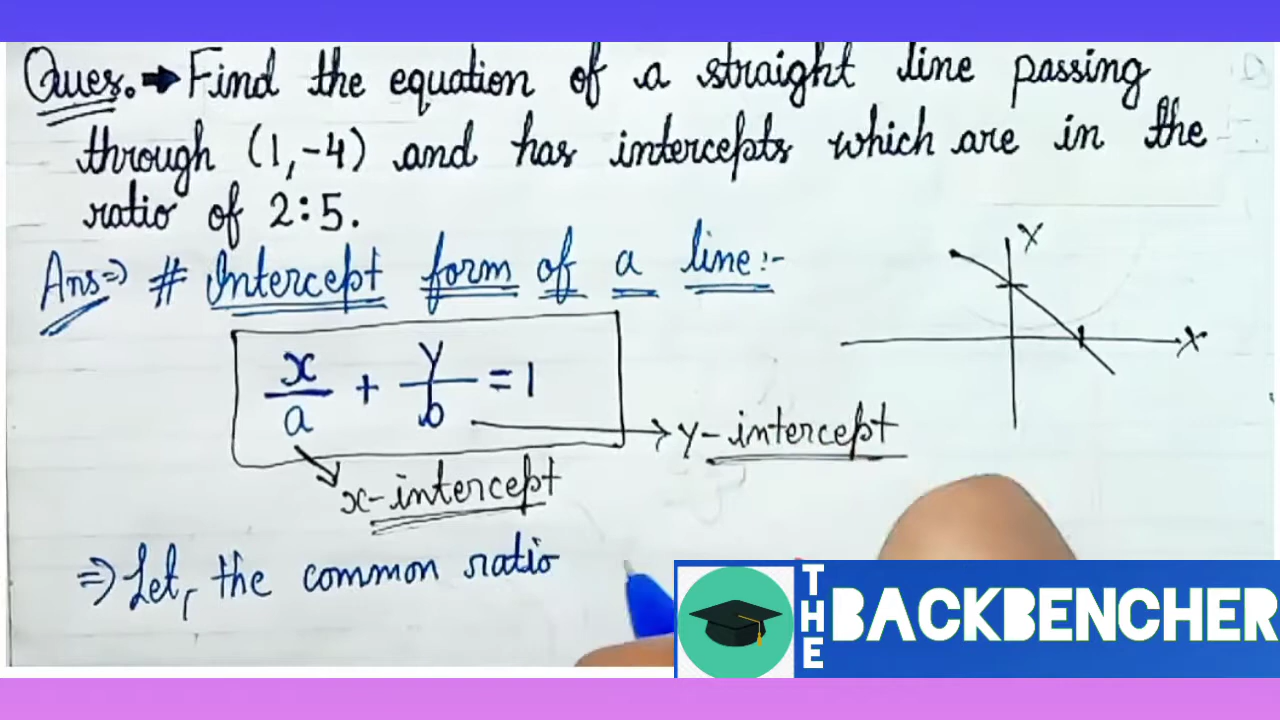 Ques. → Find the equation of a straight line passing
through (1,-4) and has intercepts which are in the
ratio of 2:5.
Ans⇒ # Intercept form of a line:-
x/a + y/b = 1
y-intercept
x-intercept
⇒ Let, the common ratio
X
X
THE
BACKBENCHER